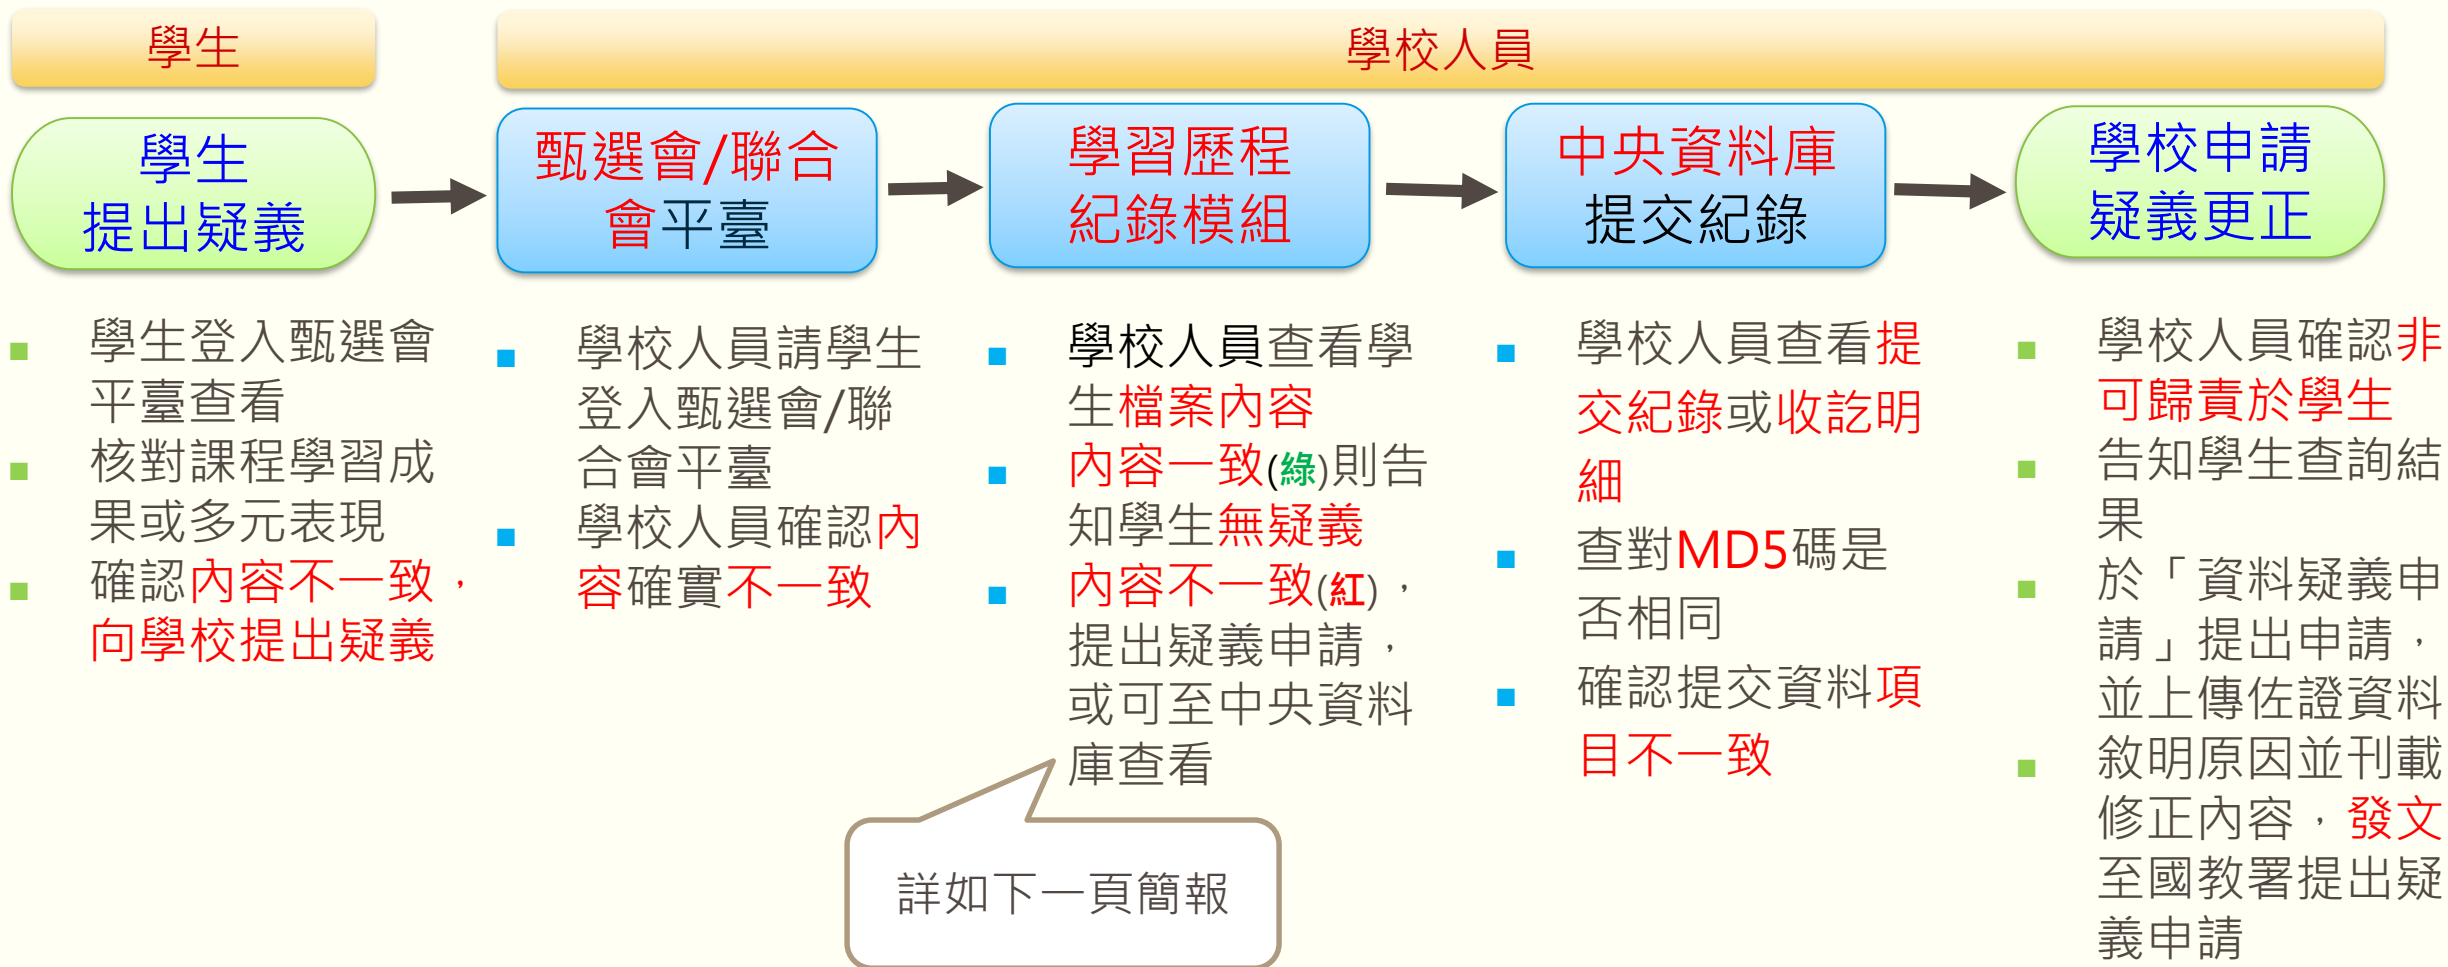 學生
學校人員
學生
提出疑義
甄選會/聯合
會平臺
學習歷程
紀錄模組
中央資料庫
提交紀錄
學校申請
疑義更正
學生登入甄選會
平臺查看
核對課程學習成
果或多元表現
確認內容不一致，
向學校提出疑義
學校人員請學生
登入甄選會/聯
合會平臺
學校人員確認內
容確實不一致
學校人員查看學
生檔案內容
內容一致(綠)則告
知學生無疑義
內容不一致(紅)，
提出疑義申請，
或可至中央資料
庫查看
詳如下一頁簡報
學校人員查看提
交紀錄或收訖明
細
查對MD5碼是
否相同
確認提交資料項
目不一致
學校人員確認非
可歸責於學生
告知學生查詢結
果
於「資料疑義申
請」提出申請，
並上傳佐證資料
敘明原因並刊載
修正內容，發文
至國教署提出疑
義申請